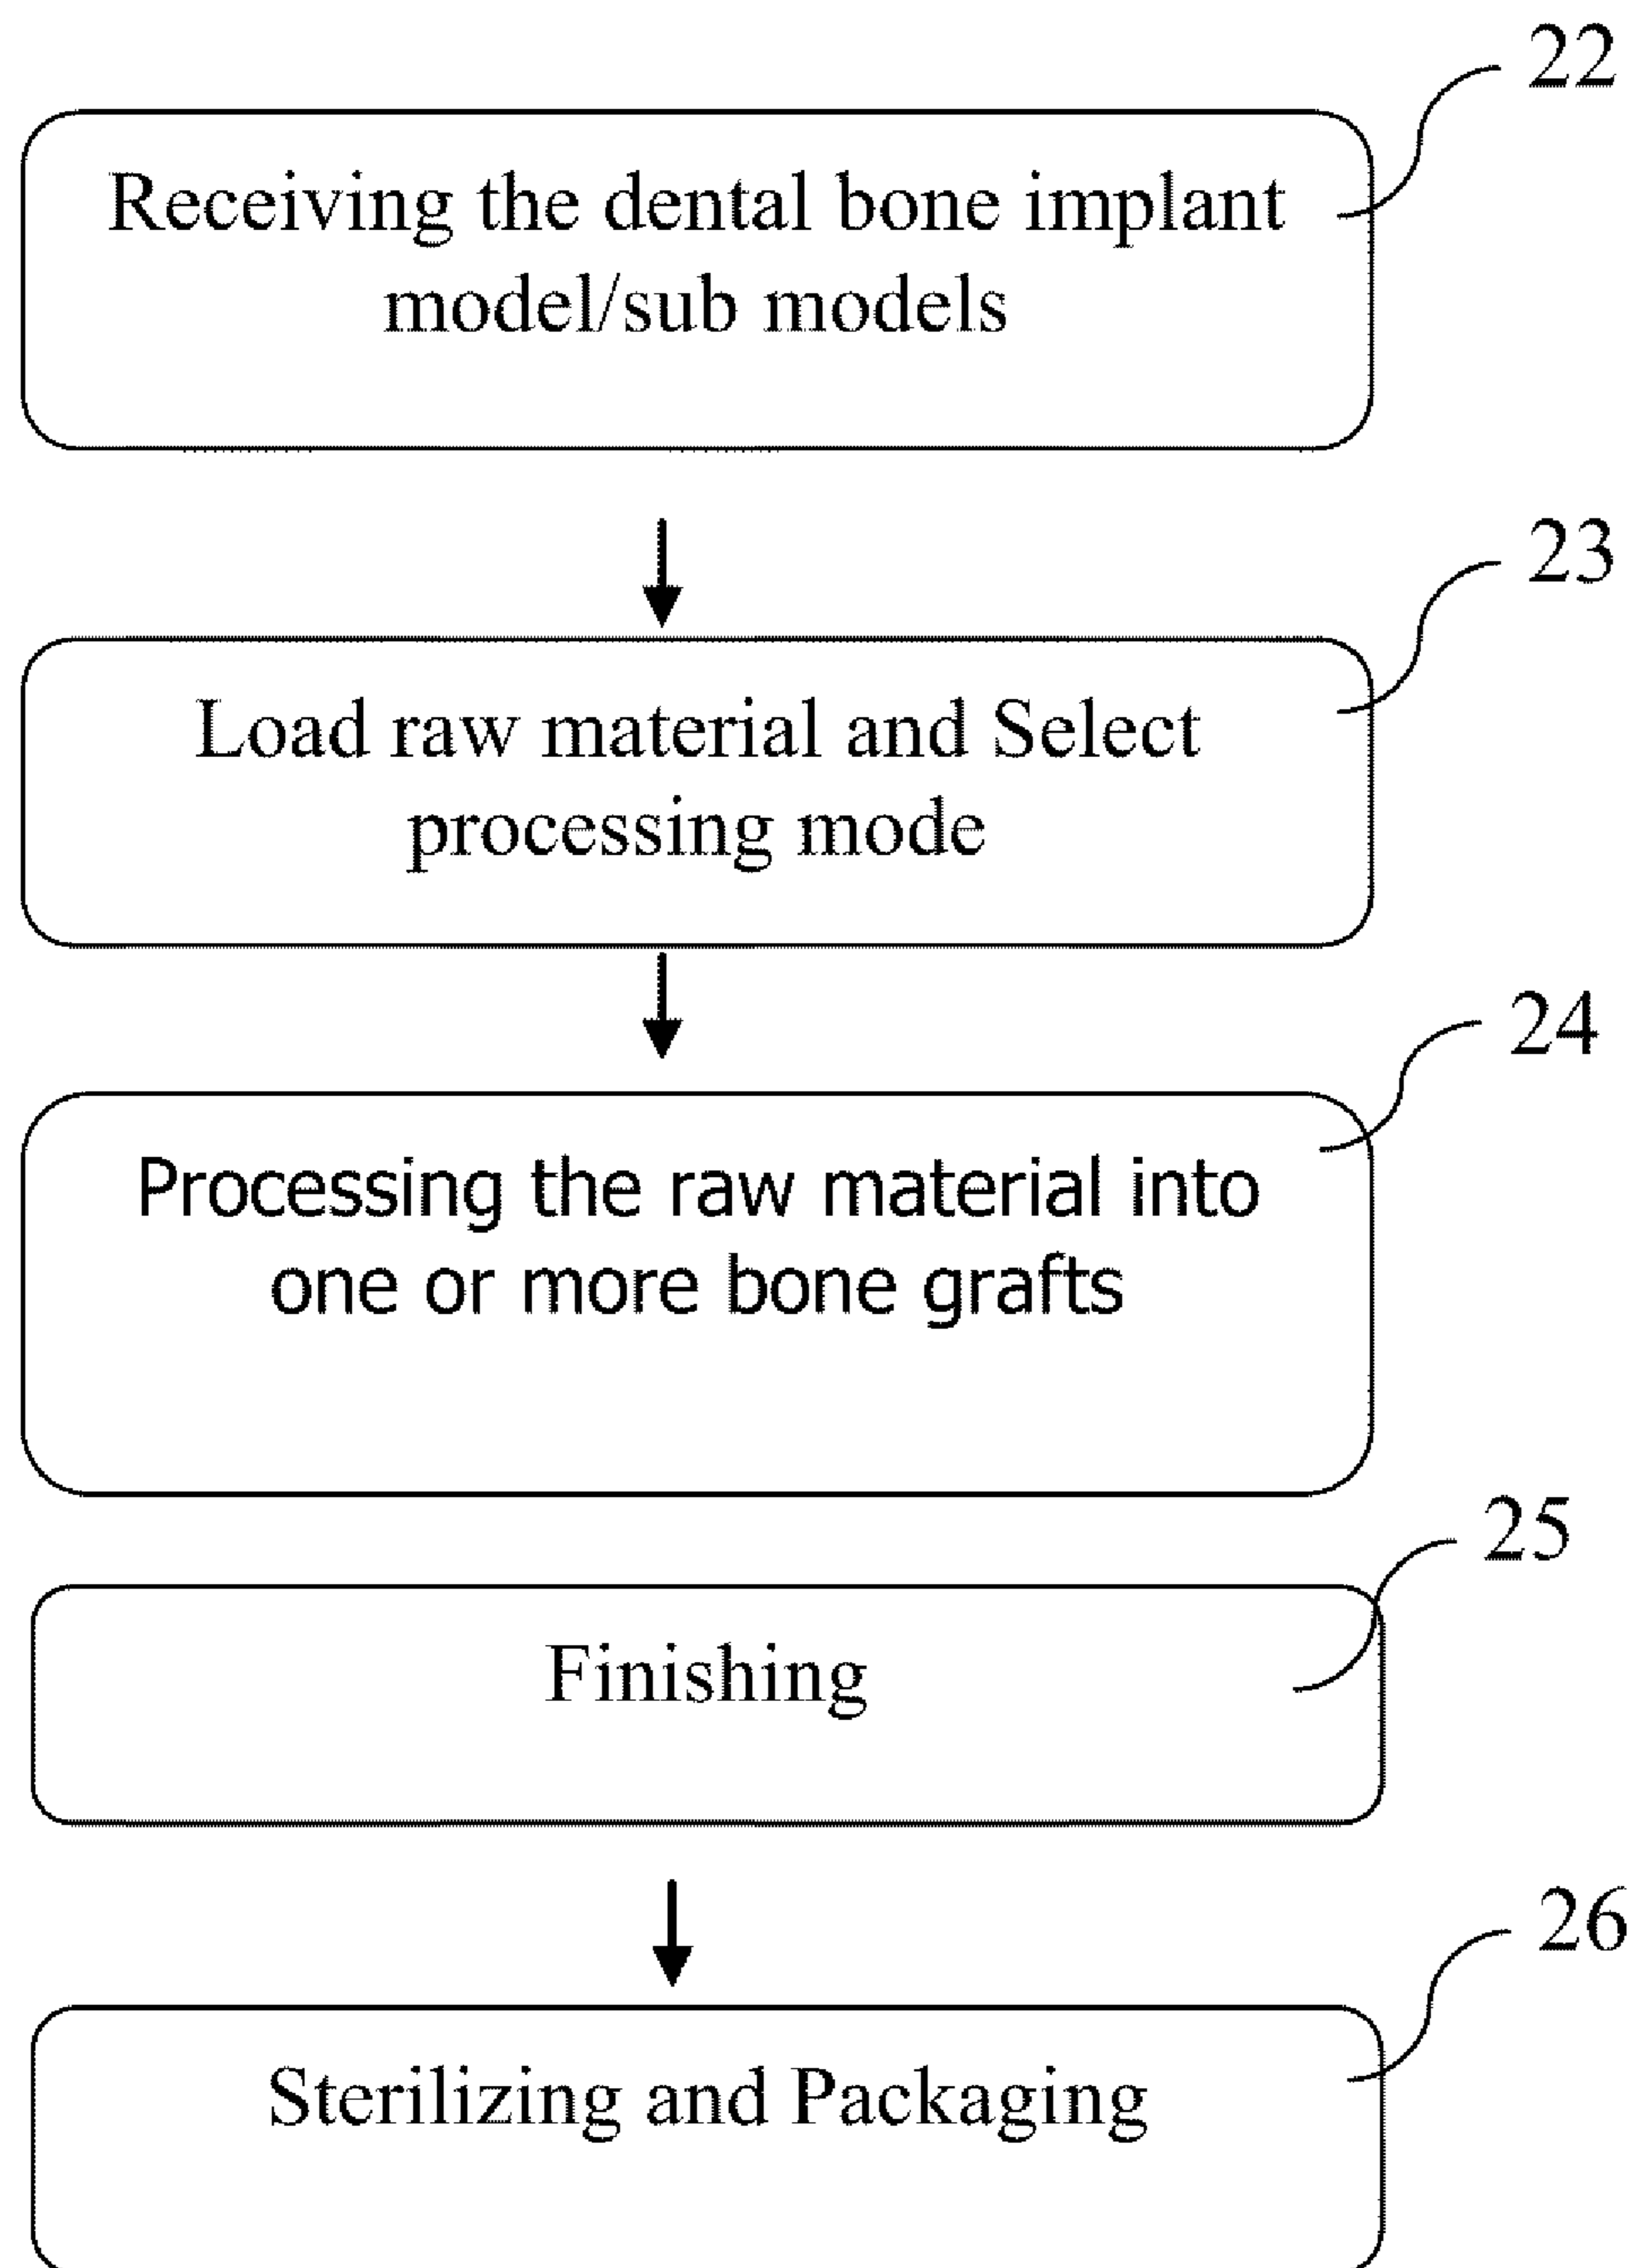 22
Receiving the dental bone implant
model/sub models
23
Load raw material and Select
processing mode
24
Processing the raw material into
one or more bone grafts
25
Finishing
26
Sterilizing and Packaging